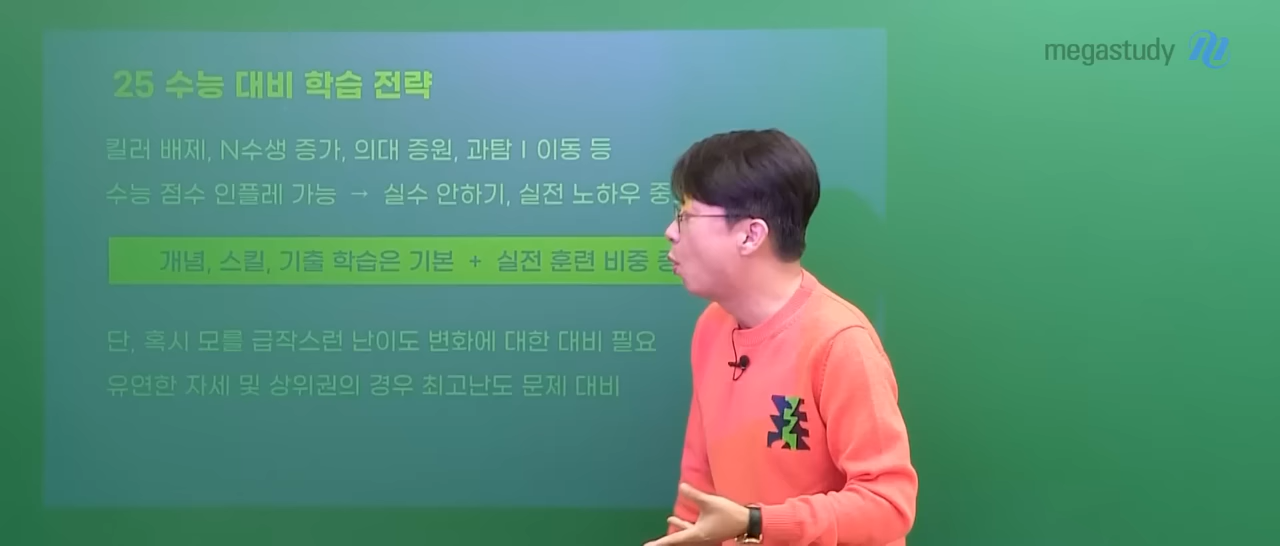 megastudy
25 수능 대비 학습 전략
킬러 배제, N수생 증가, 의대 증원, 과탐 I 이동 등
수능 점수 인플레 가능 → 실수 안하기, 실전 노하우
개념, 스킬, 기출 학습은 기본 + 실전 훈련 비중
단, 혹시 모를 급작스런 난이도 변화에 대한 대비 필요
유연한 자세 및 상위권의 경우 최고난도 문제 대비